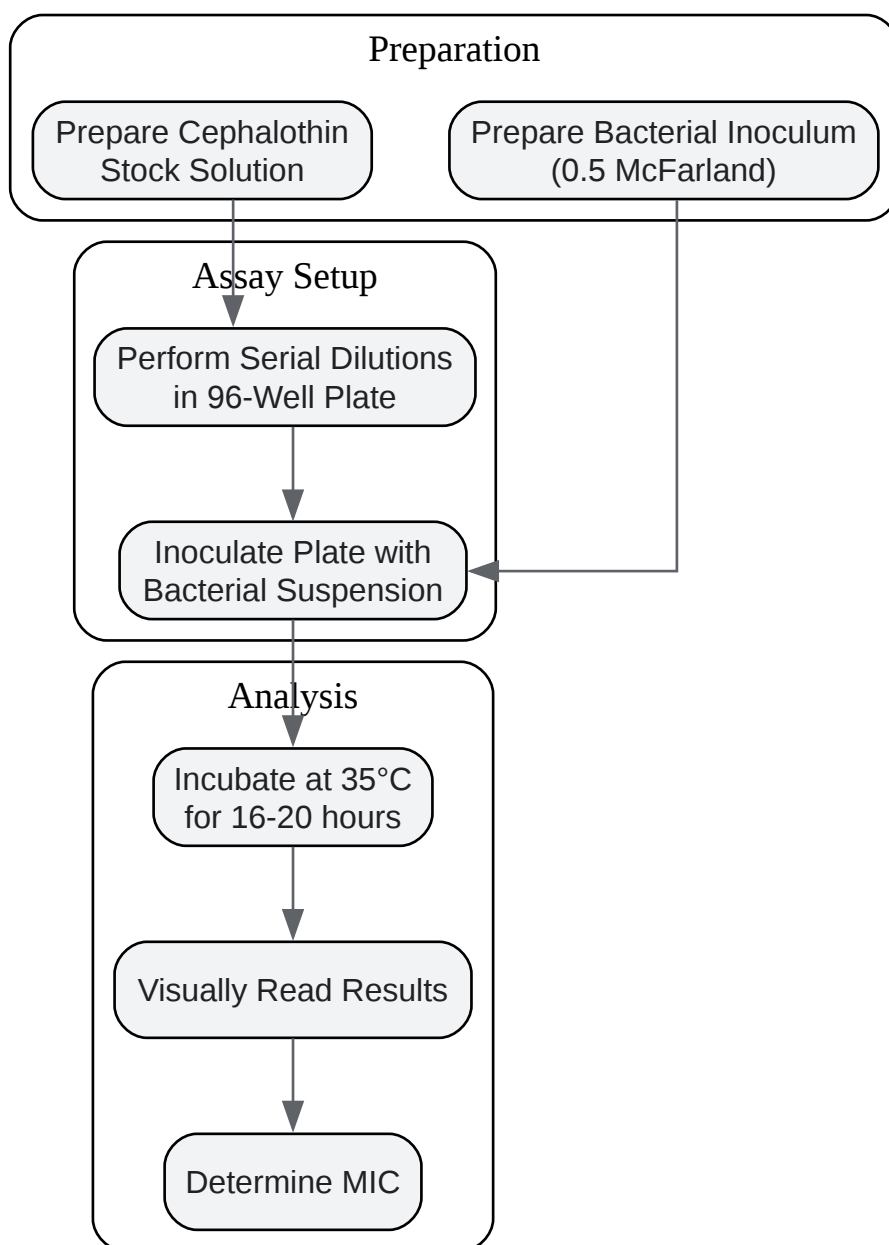 Preparation
Prepare Cephalothin
Stock Solution
Prepare Bacterial Inoculum
(0.5 McFarland)
Assay Setup
Perform Serial Dilutions
in 96-Well Plate
Inoculate Plate with
Bacterial Suspension
Analysis
Incubate at 35°C
for 16-20 hours
Visually Read Results
Determine MIC